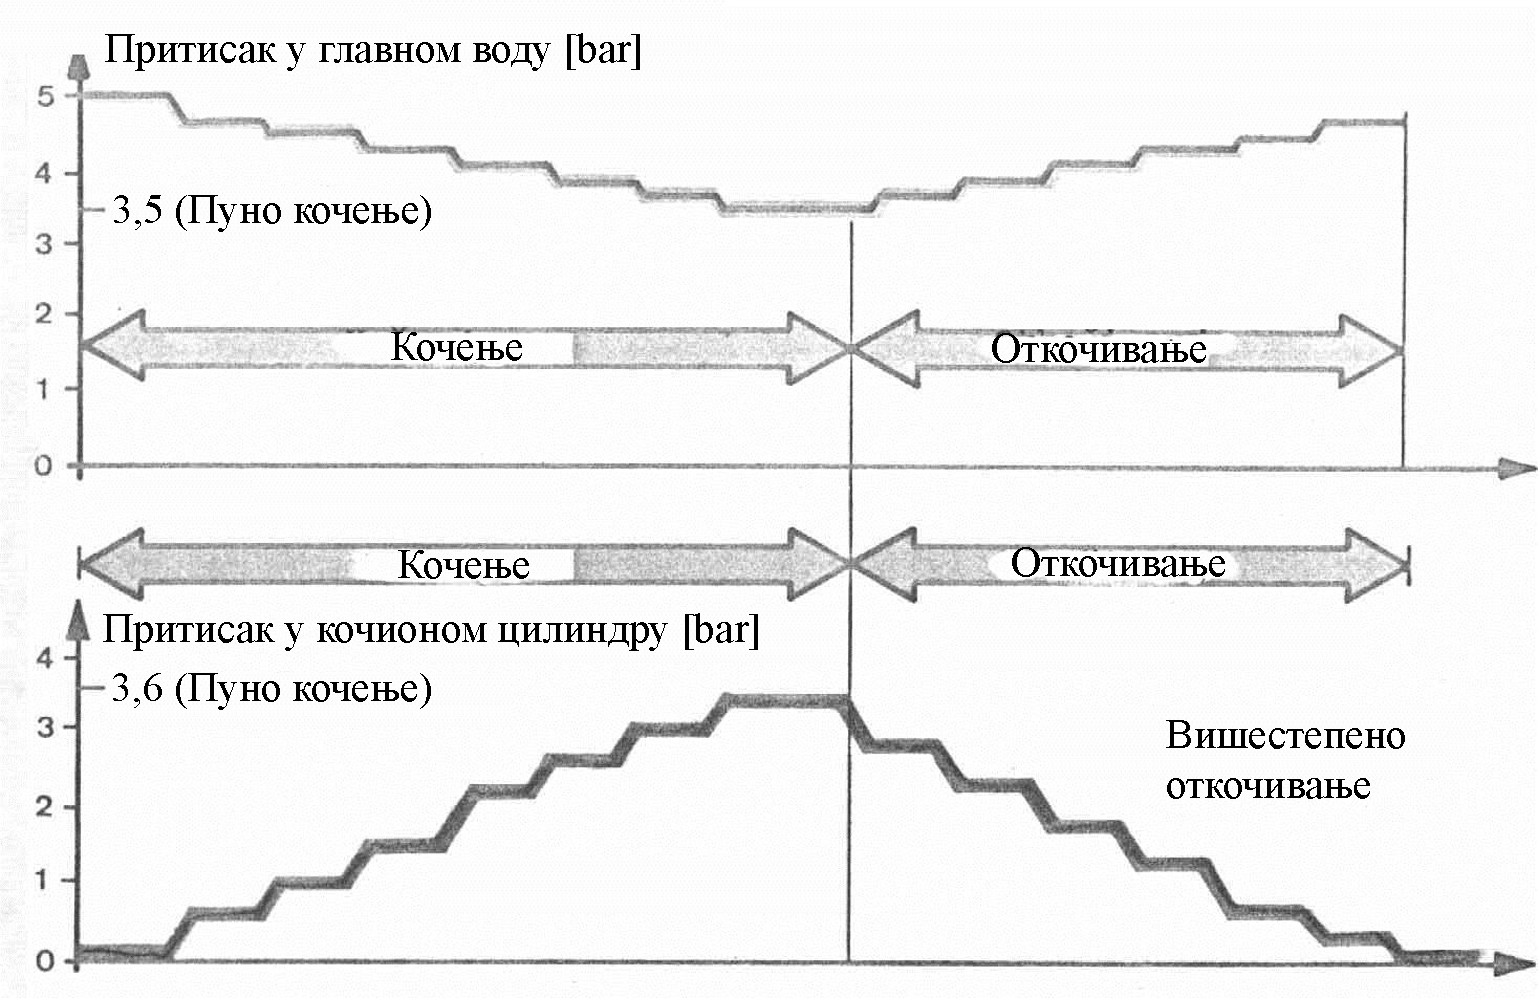 Притисак у главном воду [bar]
5
4
3,5 (Пуно кочење)
3
2
Кочење
Откочивање
1
0
Кочење
Откочивање
Притисак у кочионом цилиндру [bar]
4
3,6 (Пуно кочење)
3
Вишестепено
откочивање
2
1
0